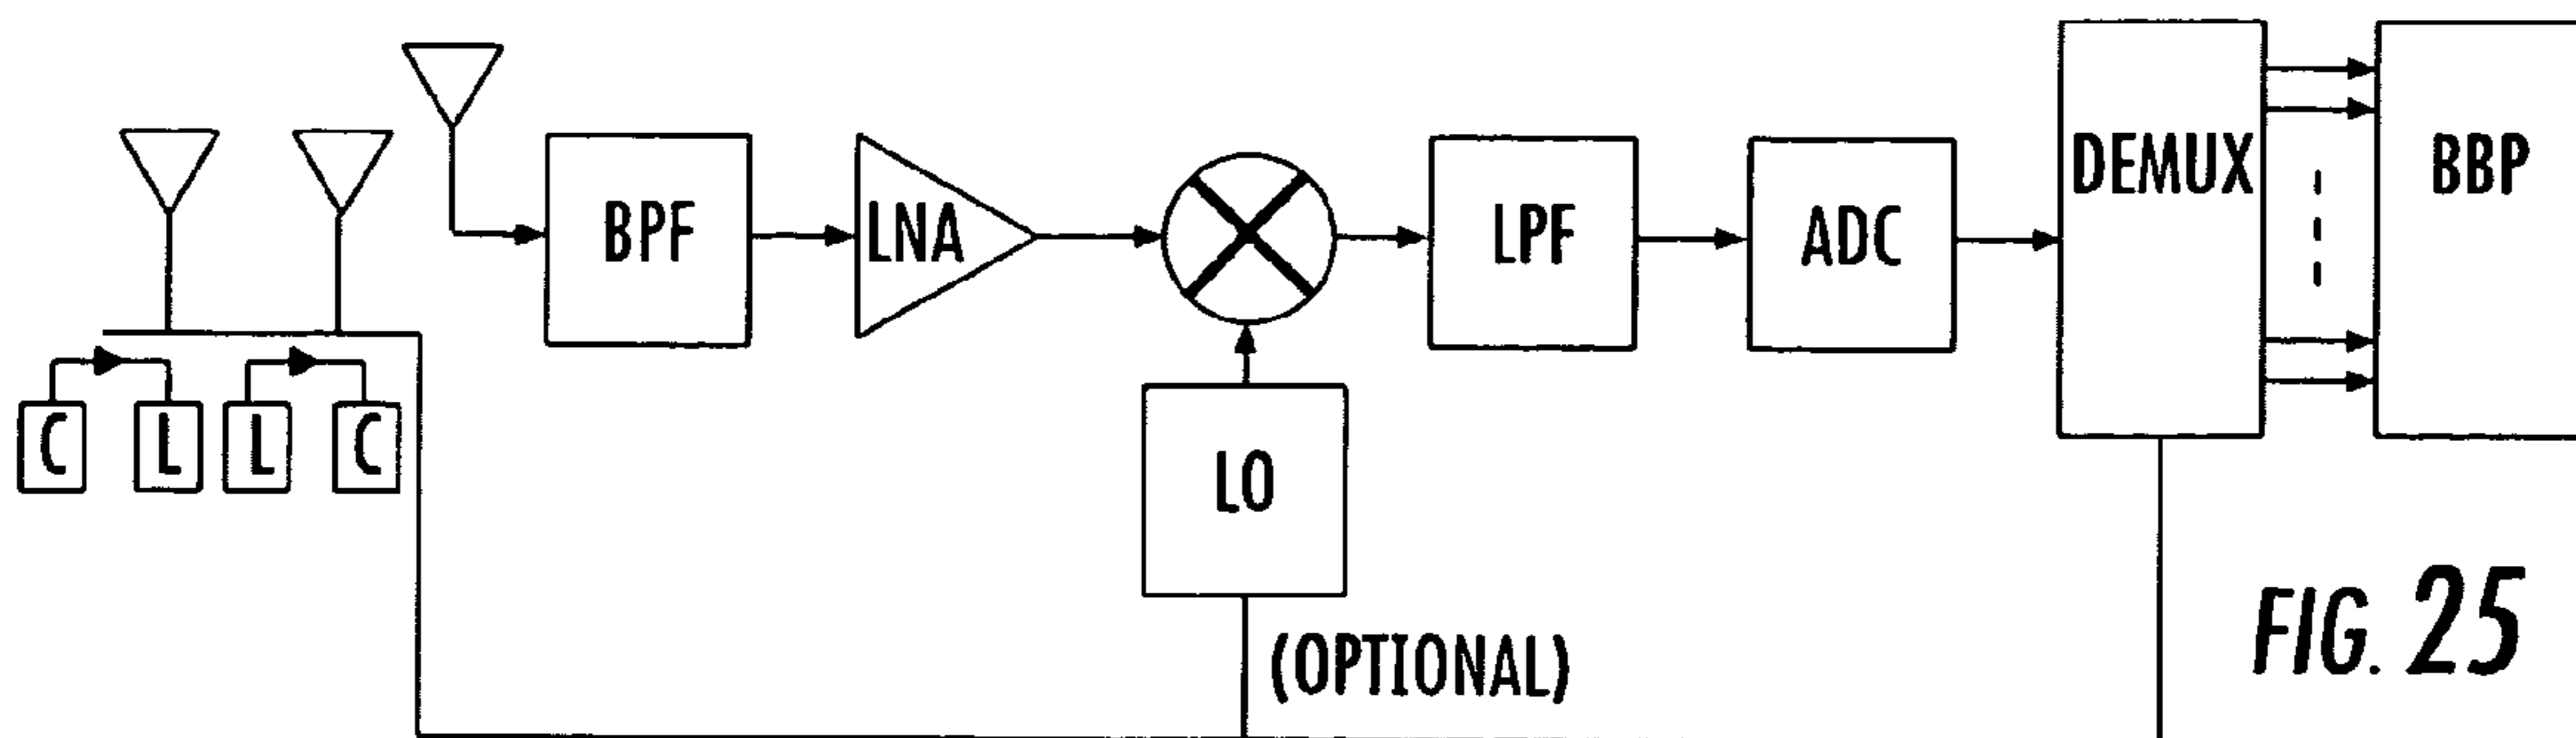 BPF
LNA
LPF
ADC
DEMUX
BBP
C
L
L
C
LO
(OPTIONAL)
FIG. 25